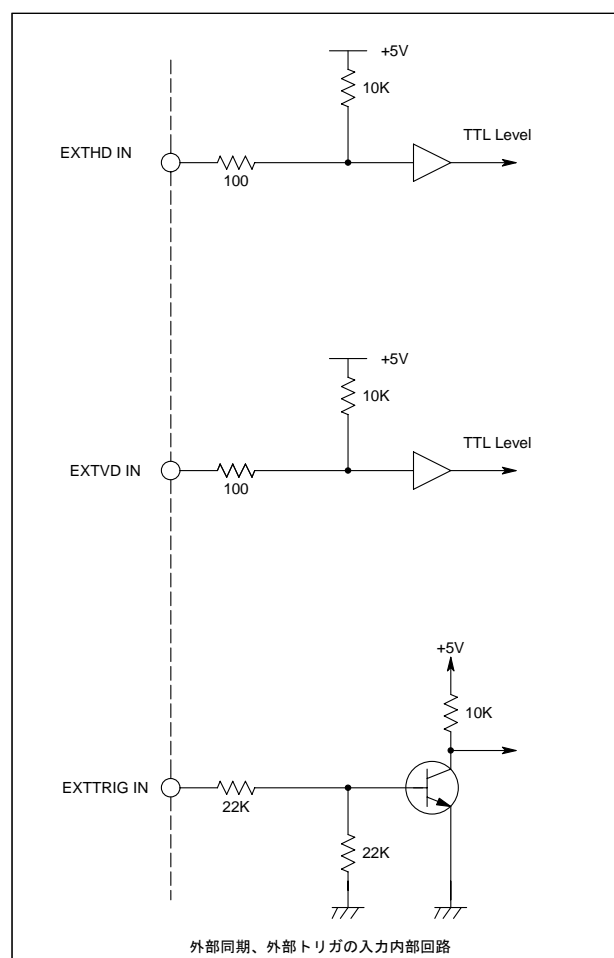 +5V
10K
EXTHD IN
TTL Level
100
+5V
10K
EXTVD IN
TTL Level
100
+5V
10K
EXTTRIG IN
22K
22K
外部同期、外部トリガの入力内部回路